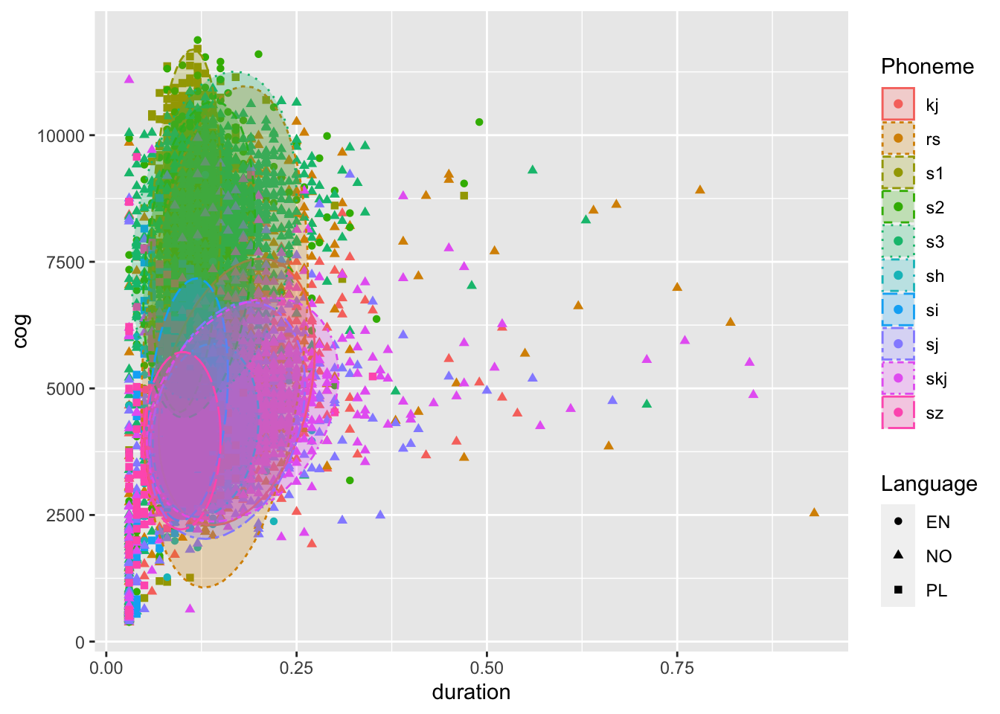 cog
10000
7500
5000
2500
0
0.00 0.25 0.50 0.75
duration
Phoneme
kj
rs
s1
s2
s3
sh
si
sj
skj
sz
Language
EN
NO
PL